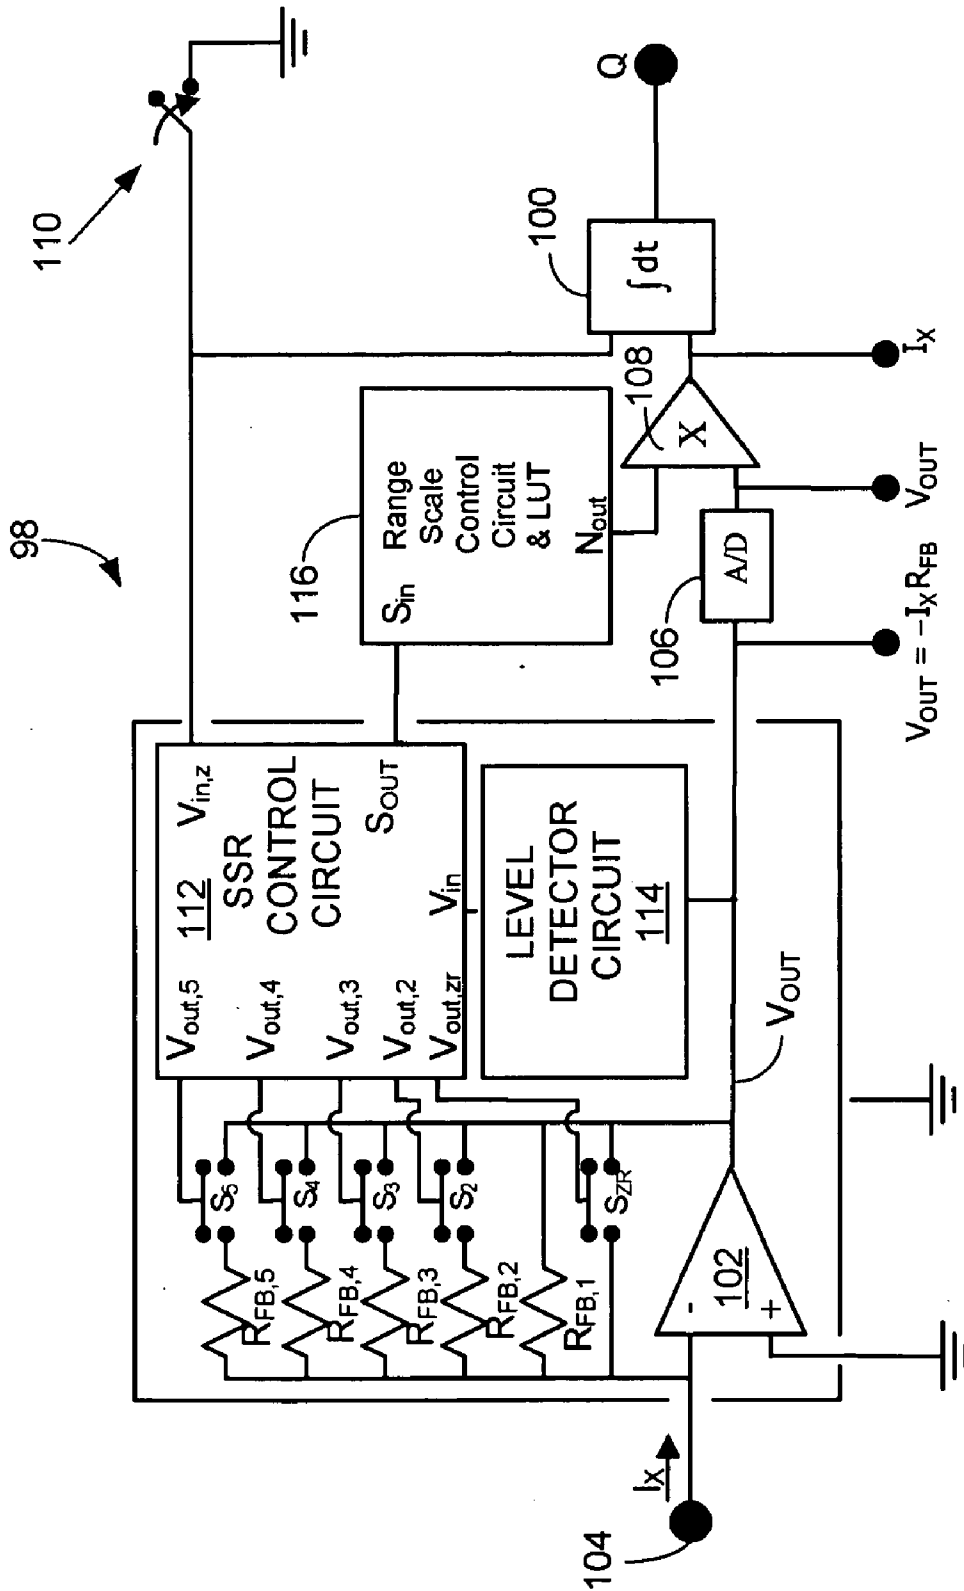 98
110
Q
100
∫dt
108
X
I_X
116
Range
Scale
Control
Circuit
& LUT
S_in
N_out
106
A/D
V_OUT
V_OUT = -I_X R_FB
112
SSR
CONTROL
CIRCUIT
V_in,z
S_OUT
V_in
V_out,5
V_out,4
V_out,3
V_out,2
V_out,zr
LEVEL
DETECTOR
CIRCUIT
114
V_OUT
S_5
S_4
S_3
S_2
S_ZR
R_FB,5
R_FB,4
R_FB,3
R_FB,2
R_FB,1
102
-
+
I_X
104